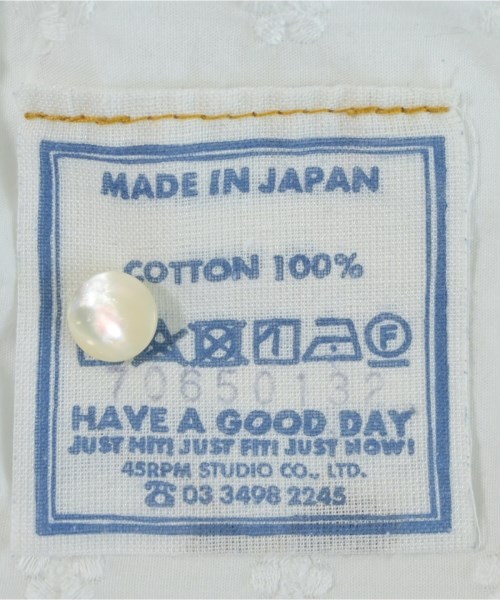 MADE IN JAPAN
COTTON 100%
F
70650132
HAVE A GOOD DAY
JUST HIT! JUST FIT! JUST NOW!
45RPM STUDIO CO., LTD.
☎ 03 3498 2245